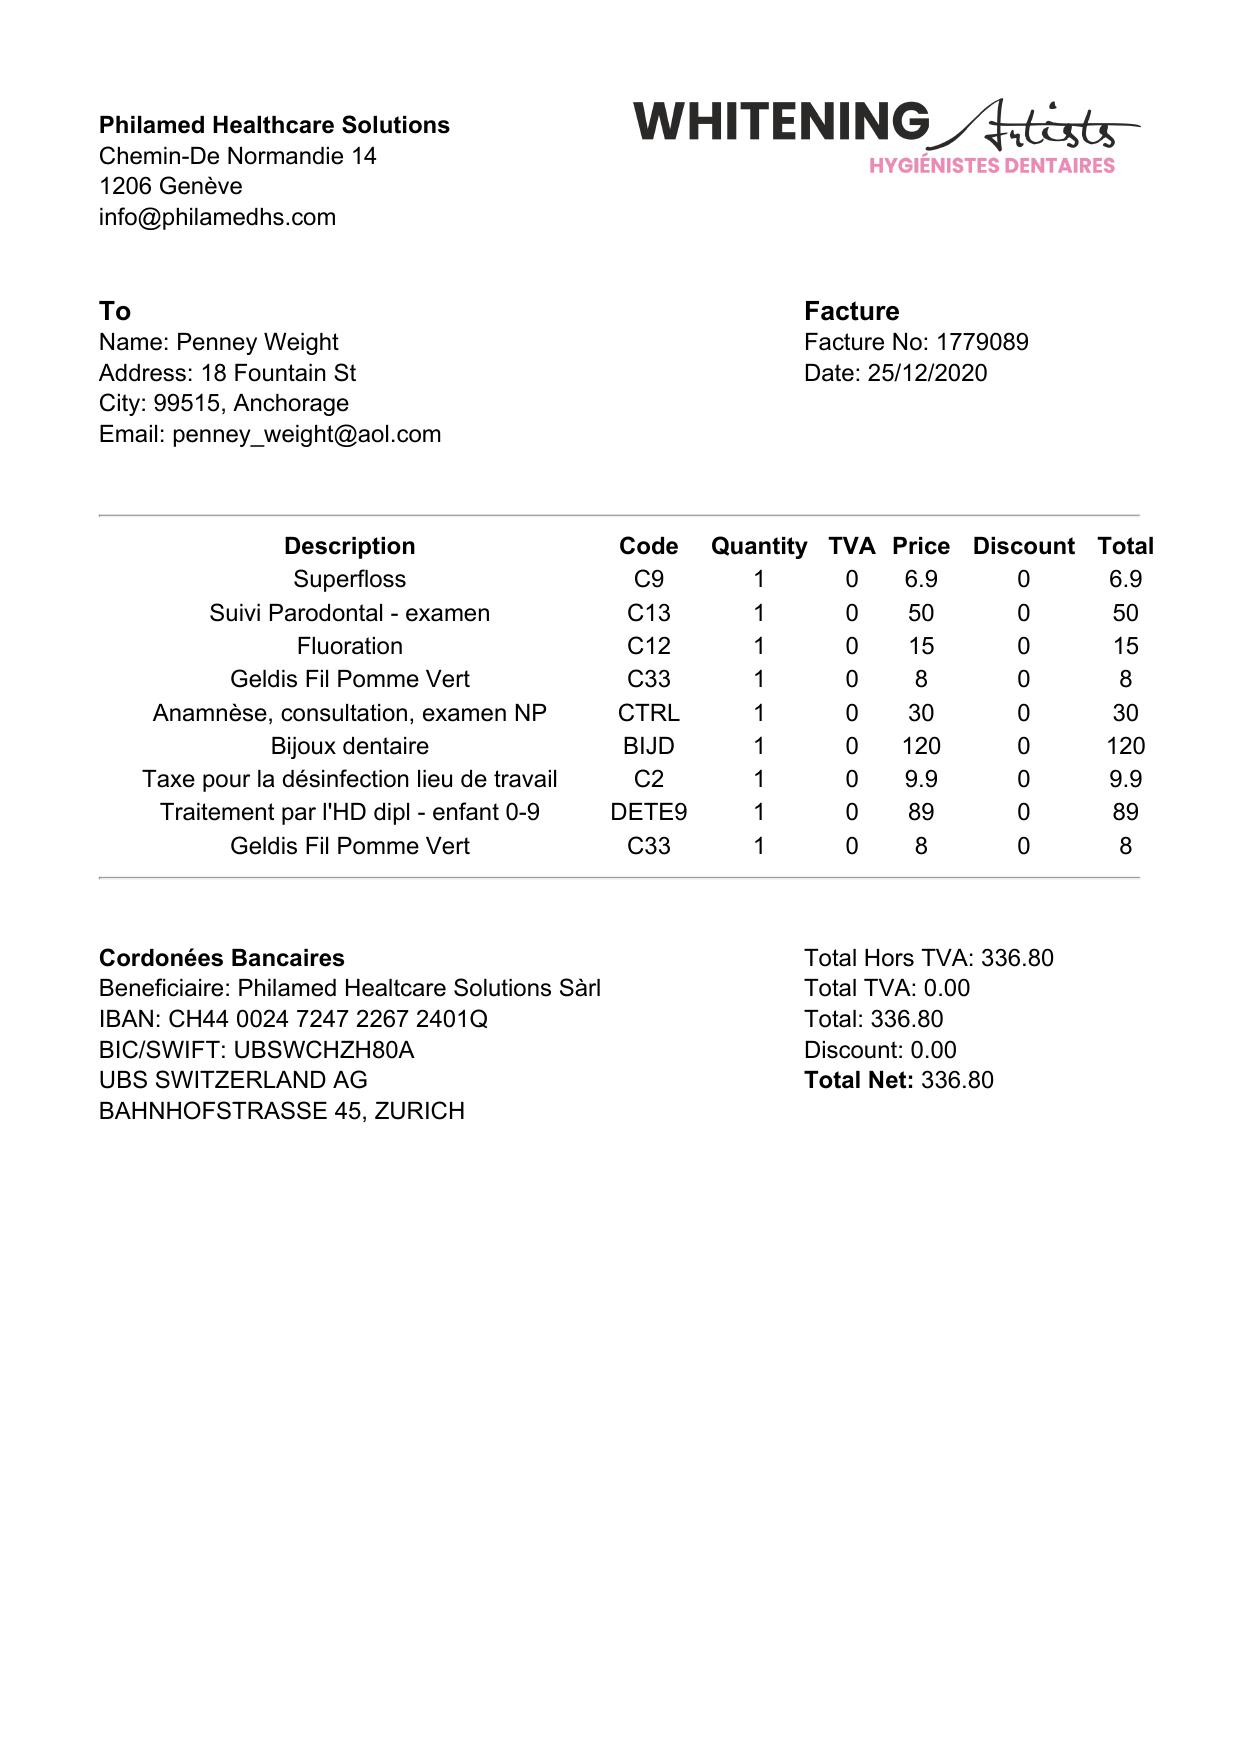 Philamed Healthcare Solutions
Chemin-De Normandie 14
1206 Genève
info@philamedhs.com
WHITENING Artists
HYGIÉNISTES DENTAIRES
To
Name: Penney Weight
Address: 18 Fountain St
City: 99515, Anchorage
Email: penney_weight@aol.com
Facture
Facture No: 1779089
Date: 25/12/2020
Description Code Quantity TVA Price Discount Total
Superfloss C9 1 0 6.9 0 6.9
Suivi Parodontal - examen C13 1 0 50 0 50
Fluoration C12 1 0 15 0 15
Geldis Fil Pomme Vert C33 1 0 8 0 8
Anamnèse, consultation, examen NP CTRL 1 0 30 0 30
Bijoux dentaire BIJD 1 0 120 0 120
Taxe pour la désinfection lieu de travail C2 1 0 9.9 0 9.9
Traitement par l'HD dipl - enfant 0-9 DETE9 1 0 89 0 89
Geldis Fil Pomme Vert C33 1 0 8 0 8
Cordonées Bancaires
Beneficiaire: Philamed Healtcare Solutions Sàrl
IBAN: CH44 0024 7247 2267 2401Q
BIC/SWIFT: UBSWCHZH80A
UBS SWITZERLAND AG
BAHNHOFSTRASSE 45, ZURICH
Total Hors TVA: 336.80
Total TVA: 0.00
Total: 336.80
Discount: 0.00
Total Net: 336.80